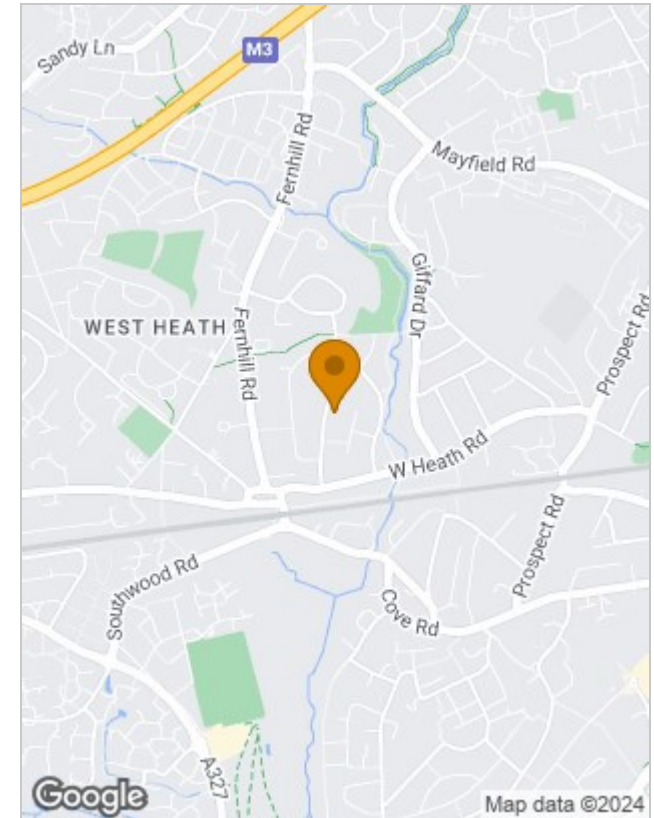 Sandy Ln
M3
Fernhill Rd
Mayfield Rd
Giffard Dr
WEST HEATH
Fernhill Rd
Prospect Rd
W Heath Rd
Prospect Rd
Southwood Rd
Cove Rd
A327
Google
Map data ©2024